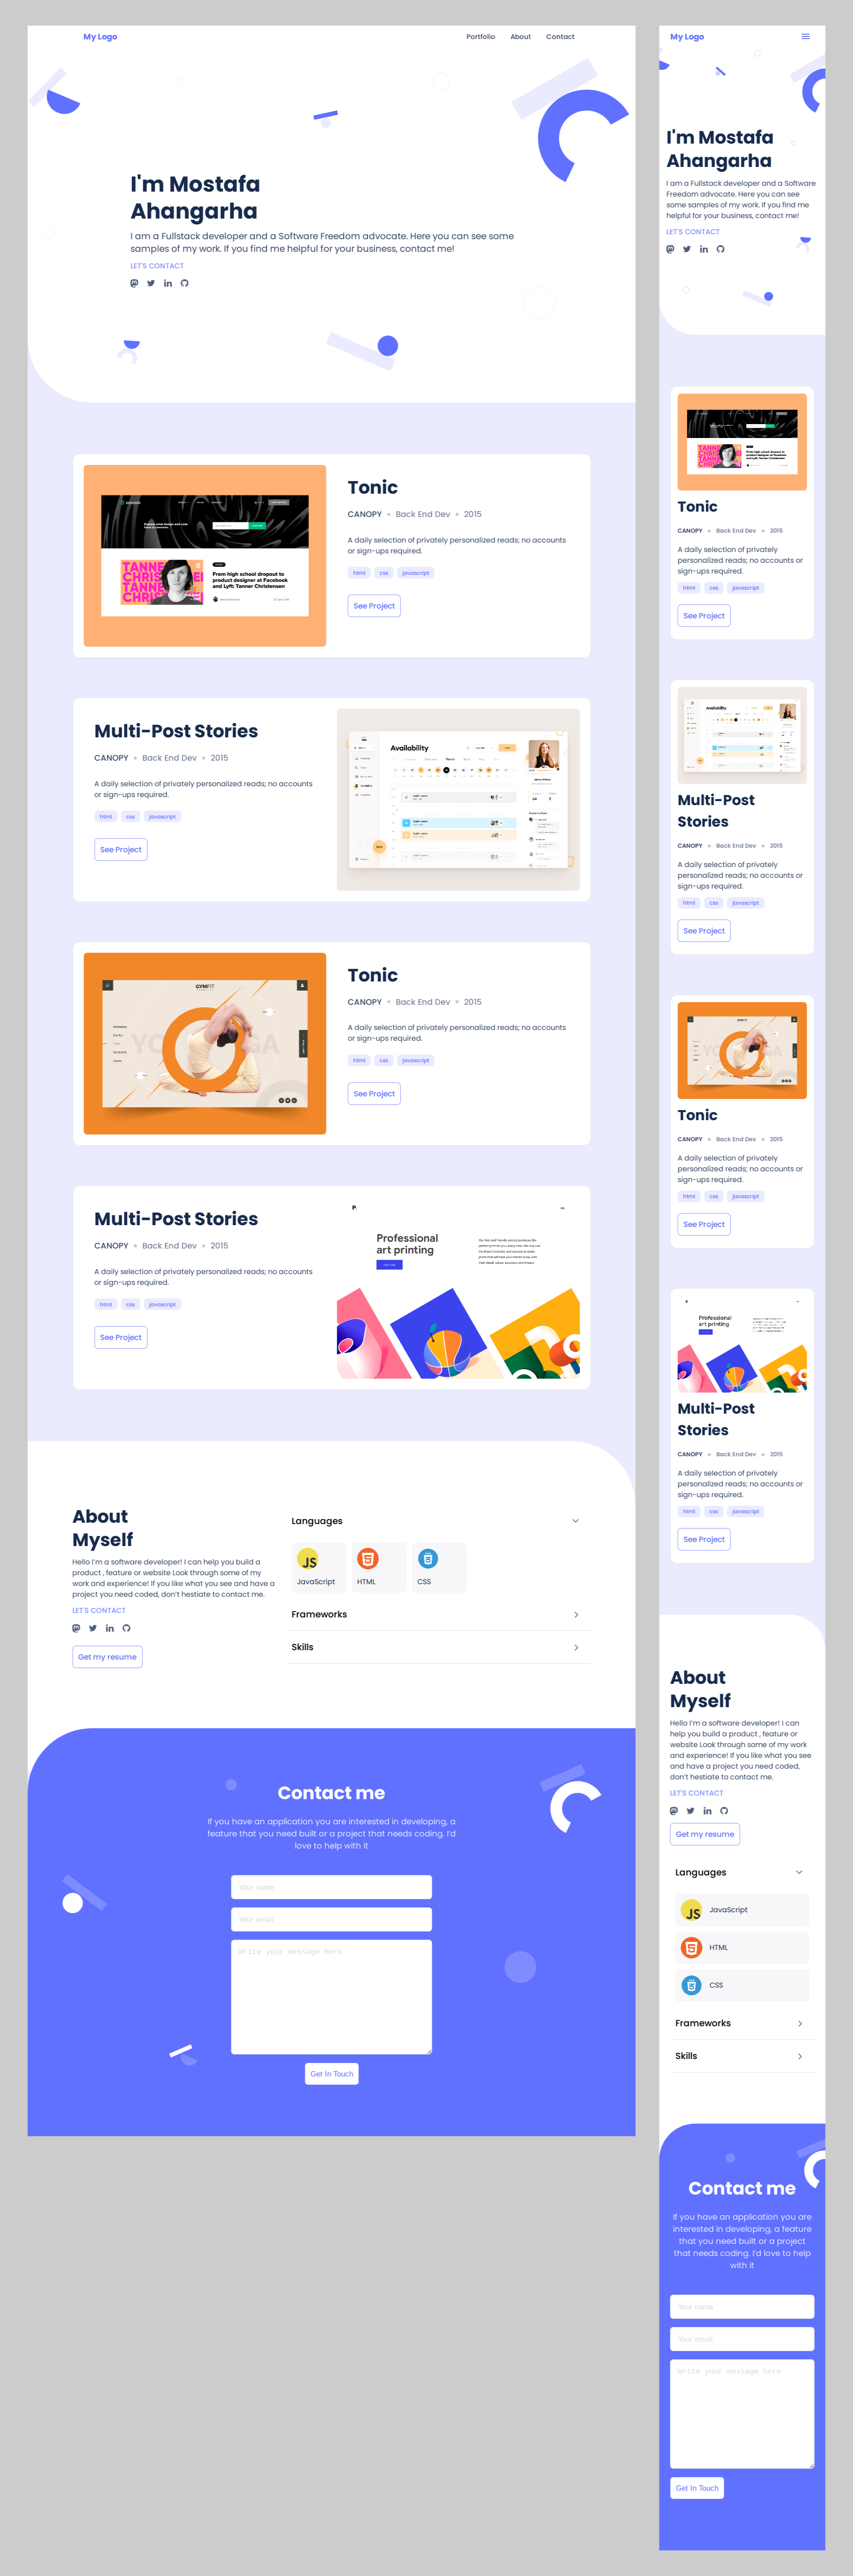 My Logo
Portfolio
About
Contact
I'm Mostafa
Ahangarha
I am a Fullstack developer and a Software Freedom advocate. Here you can see some
samples of my work. If you find me helpful for your business, contact me!
LET'S CONTACT
Tonic
CANOPY
Back End Dev
2015
A daily selection of privately personalized reads; no accounts
or sign-ups required.
html
css
javascript
See Project
Multi-Post Stories
CANOPY
Back End Dev
2015
A daily selection of privately personalized reads; no accounts
or sign-ups required.
html
css
javascript
See Project
Availability
GYMFIT
Tonic
CANOPY
Back End Dev
2015
A daily selection of privately personalized reads; no accounts
or sign-ups required.
html
css
javascript
See Project
Multi-Post Stories
CANOPY
Back End Dev
2015
A daily selection of privately personalized reads; no accounts
or sign-ups required.
html
css
javascript
See Project
Professional
art printing
About
Myself
Hello I'm a software developer! I can help you build a
product , feature or website Look through some of my
work and experience! If you like what you see and have a
project you need coded, don't hestiate to contact me.
LET'S CONTACT
Get my resume
Languages
JS
JavaScript
HTML
CSS
Frameworks
Skills
Contact me
If you have an application you are interested in developing, a
feature that you need built or a project that needs coding. I'd
love to help with it
Your name
Your email
Write your message here
Get In Touch
My Logo
I'm Mostafa
Ahangarha
I am a Fullstack developer and a Software
Freedom advocate. Here you can see
some samples of my work. If you find me
helpful for your business, contact me!
LET'S CONTACT
Tonic
CANOPY
Back End Dev
2015
A daily selection of privately
personalized reads; no accounts or
sign-ups required.
html
css
javascript
See Project
Availability
Multi-Post
Stories
CANOPY
Back End Dev
2015
A daily selection of privately
personalized reads; no accounts or
sign-ups required.
html
css
javascript
See Project
Tonic
CANOPY
Back End Dev
2015
A daily selection of privately
personalized reads; no accounts or
sign-ups required.
html
css
javascript
See Project
Professional
art printing
Multi-Post
Stories
CANOPY
Back End Dev
2015
A daily selection of privately
personalized reads; no accounts or
sign-ups required.
html
css
javascript
See Project
About
Myself
Hello I'm a software developer! I can
help you build a product , feature or
website Look through some of my work
and experience! If you like what you see
and have a project you need coded,
don't hestiate to contact me.
LET'S CONTACT
Get my resume
Languages
JS
JavaScript
HTML
CSS
Frameworks
Skills
Contact me
If you have an application you are
interested in developing, a feature
that you need built or a project
that needs coding. I'd love to help
with it
Your name
Your email
Write your message here
Get In Touch